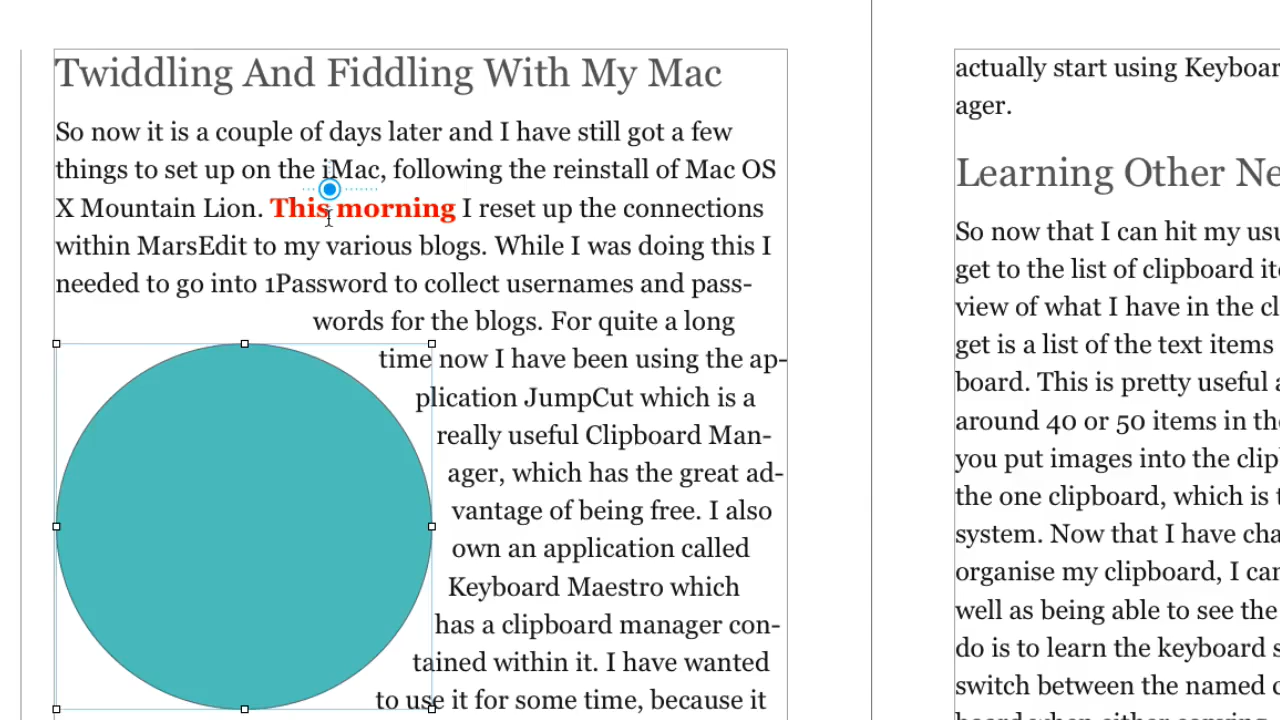 Twiddling And Fiddling With My Mac
So now it is a couple of days later and I have still got a few
things to set up on the iMac, following the reinstall of Mac OS
X Mountain Lion. This morning I reset up the connections
within MarsEdit to my various blogs. While I was doing this I
needed to go into 1Password to collect usernames and pass-
words for the blogs. For quite a long
time now I have been using the ap-
plication JumpCut which is a
really useful Clipboard Man-
ager, which has the great ad-
vantage of being free. I also
own an application called
Keyboard Maestro which
has a clipboard manager con-
tained within it. I have wanted
to use it for some time, because it
actually start using Keyboar
ager.
Learning Other Ne
So now that I can hit my usu
get to the list of clipboard ite
view of what I have in the cl
get is a list of the text items
board. This is pretty useful a
around 40 or 50 items in the
you put images into the clip
the one clipboard, which is t
system. Now that I have cha
organise my clipboard, I can
well as being able to see the
do is to learn the keyboard s
switch between the named c